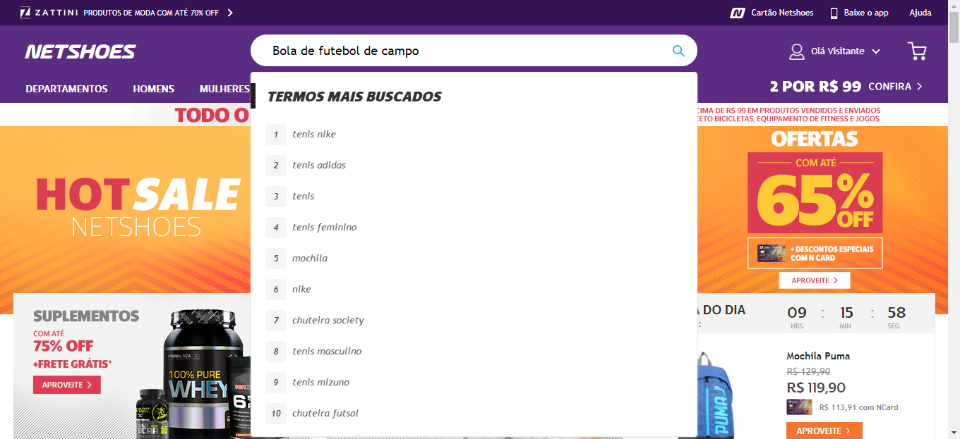 ZATTINI PRODUTOS DE MODA COM ATÉ 70% OFF
Cartão Netshoes Baixe o app Ajuda
NETSHOES
Bola de futebol de campo
Olá Visitante
DEPARTAMENTOS HOMENS MULHERES
2 POR R$ 99 CONFIRA
TERMOS MAIS BUSCADOS
1 tenis nike
2 tenis adidas
3 tenis
4 tenis feminino
5 mochila
6 nike
7 chuteira society
8 tenis masculino
9 tenis mizuno
10 chuteira futsal
TODO O
CIMA DE R$ 99 EM PRODUTOS VENDIDOS E ENVIADOS
CETO BICICLETAS, EQUIPAMENTO DE FITNESS E JOGOS.
HOT SALE
NETSHOES
OFERTAS
COM ATÉ
65% OFF
+ DESCONTOS ESPECIAIS
COM N CARD
APROVEITE
SUPLEMENTOS
COM ATÉ
75% OFF
+FRETE GRÁTIS*
APROVEITE
100% PURE
WHEY
A DO DIA
:
09 : 15 : 58
HRS MIN SEG
PUMA
Mochila Puma
R$ 129,90
R$ 119,90
R$ 113,91 com NCard
APROVEITE